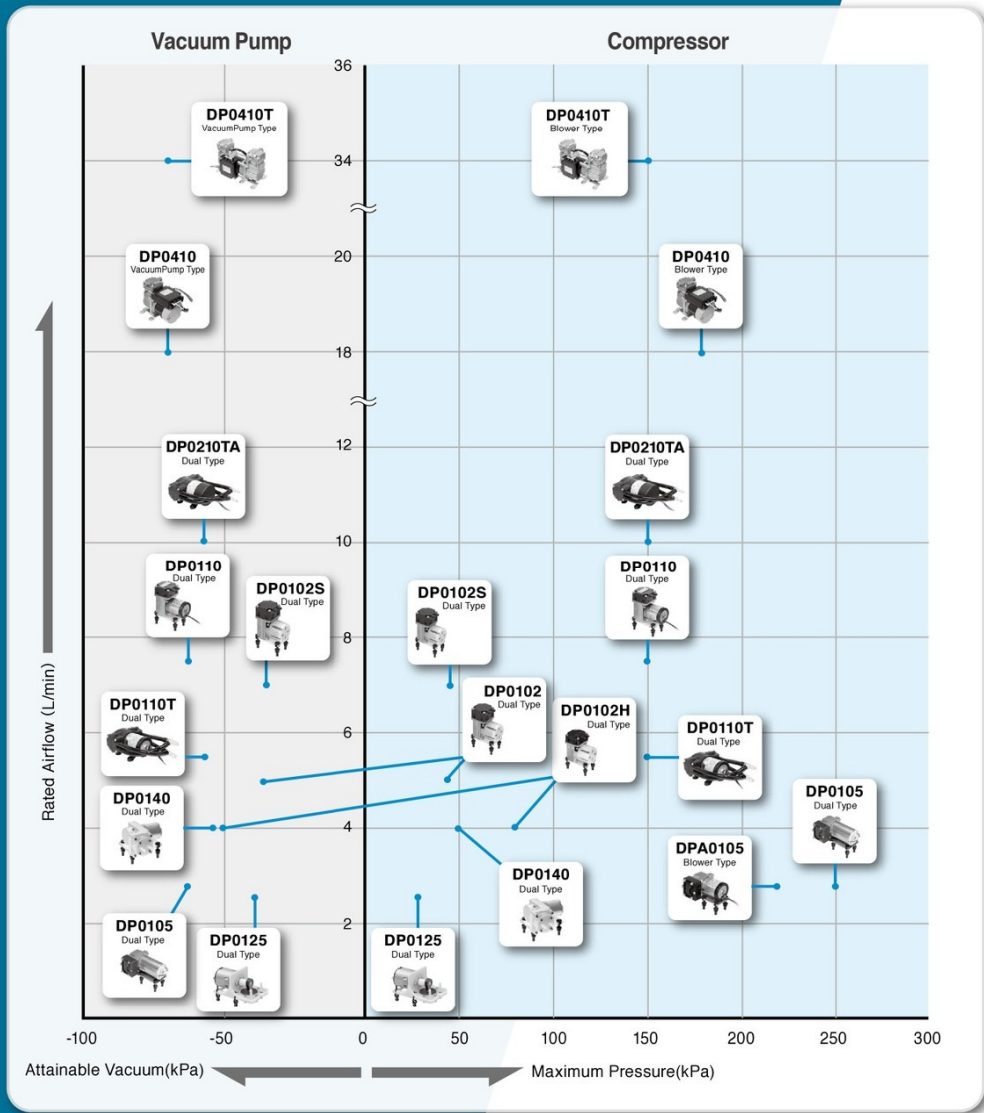 Vacuum Pump
Compressor
36
DP0410T
VacuumPump Type
DP0410T
Blower Type
34
DP0410
VacuumPump Type
20
DP0410
Blower Type
18
DP0210TA
Dual Type
12
DP0210TA
Dual Type
10
DP0110
Dual Type
DP0102S
Dual Type
DP0102S
Dual Type
DP0110
Dual Type
8
DP0110T
Dual Type
DP0102
Dual Type
DP0102H
Dual Type
DP0110T
Dual Type
6
DP0140
Dual Type
DP0105
Dual Type
4
DPA0105
Blower Type
DP0140
Dual Type
DP0105
Dual Type
2
DP0125
Dual Type
DP0125
Dual Type
Rated Airflow (L/min)
-100
-50
0
50
100
150
200
250
300
Attainable Vacuum(kPa)
Maximum Pressure(kPa)